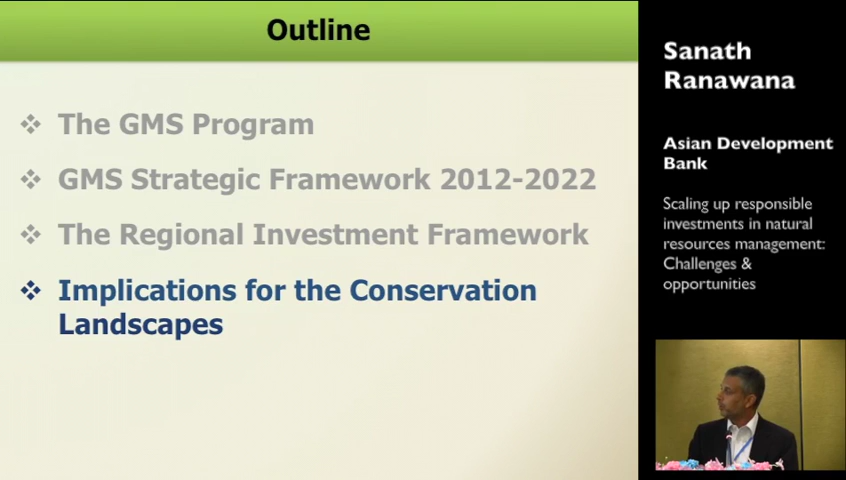 Outline
The GMS Program
GMS Strategic Framework 2012-2022
The Regional Investment Framework
Implications for the Conservation
Landscapes
Sanath
Ranawana
Asian Development
Bank
Scaling up responsible
investments in natural
resources management:
Challenges &
opportunities